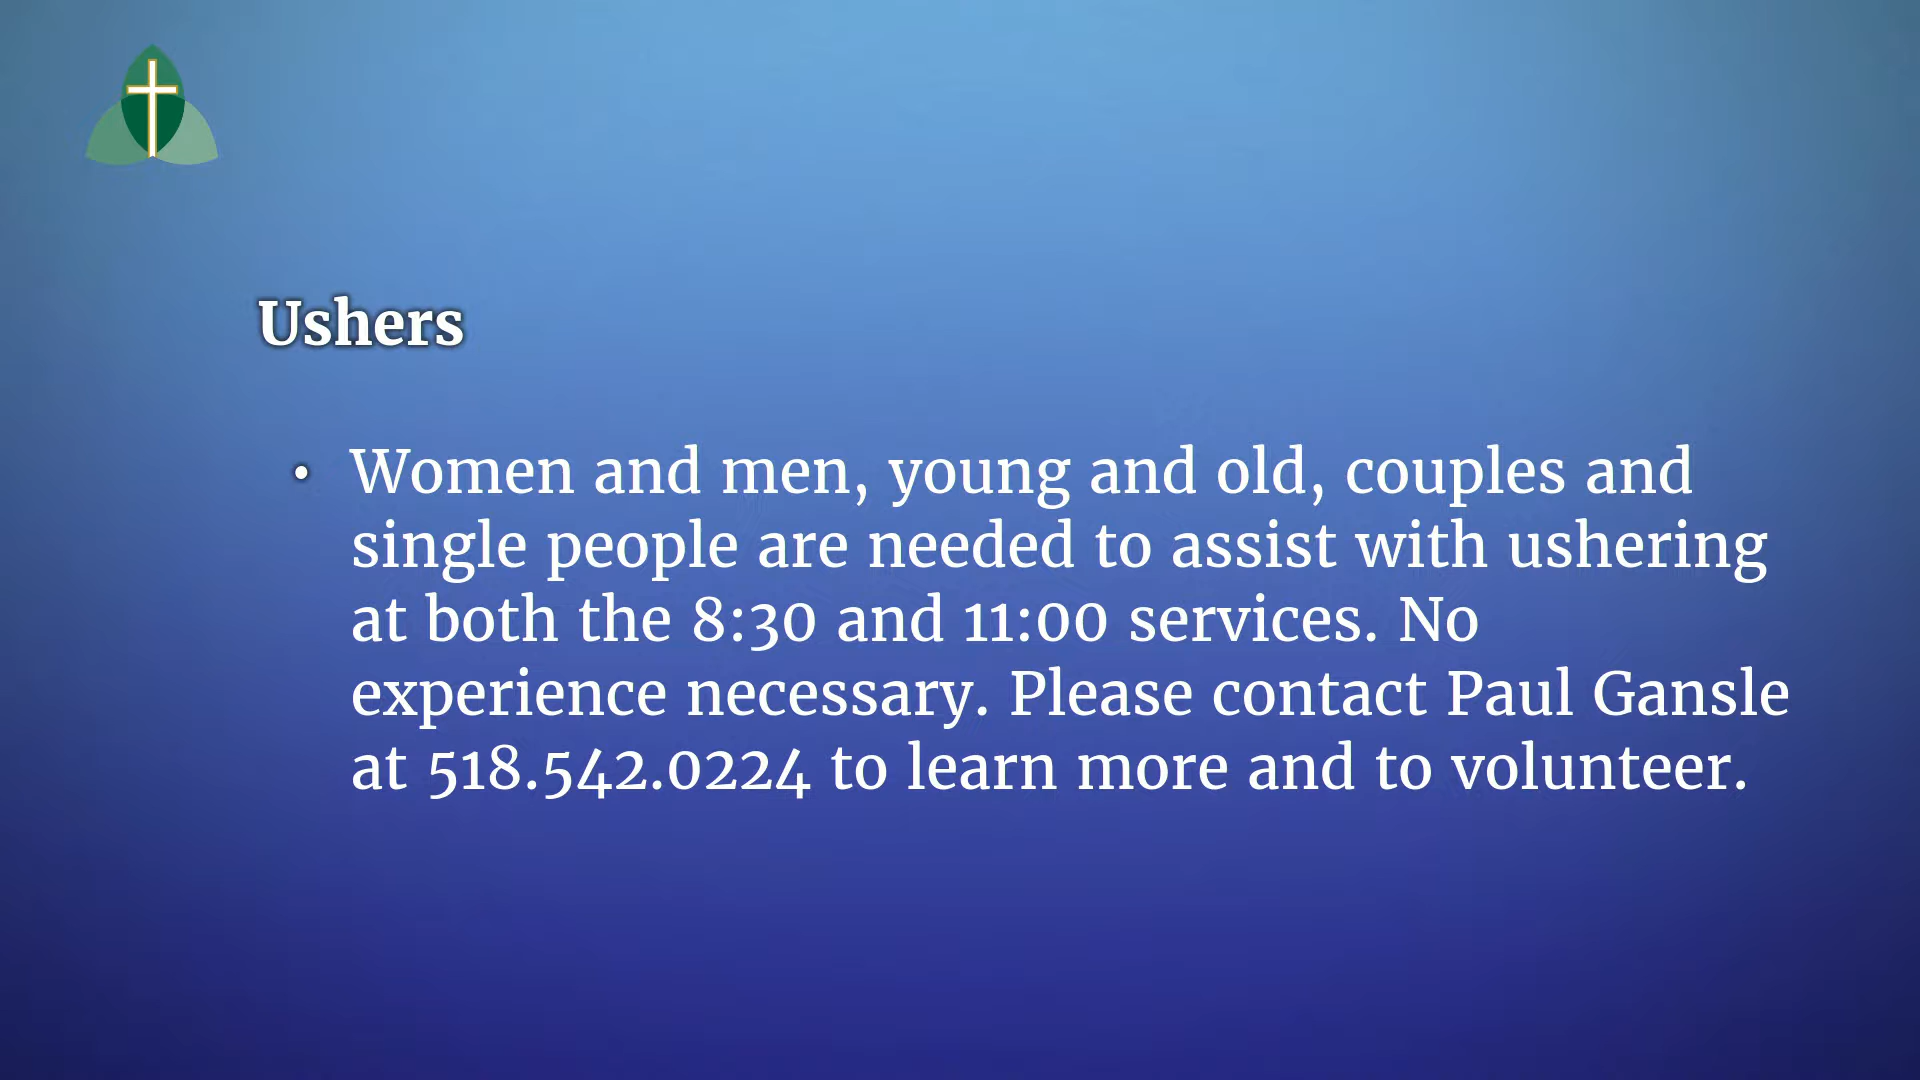 Ushers
• Women and men, young and old, couples and
single people are needed to assist with ushering
at both the 8:30 and 11:00 services. No
experience necessary. Please contact Paul Gansle
at 518.542.0224 to learn more and to volunteer.